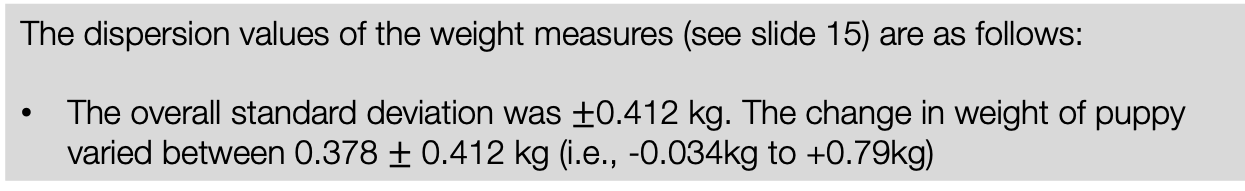 The dispersion values of the weight measures (see slide 15) are as follows:
• The overall standard deviation was ±0.412 kg. The change in weight of puppy
varied between 0.378 ± 0.412 kg (i.e., -0.034kg to +0.79kg)